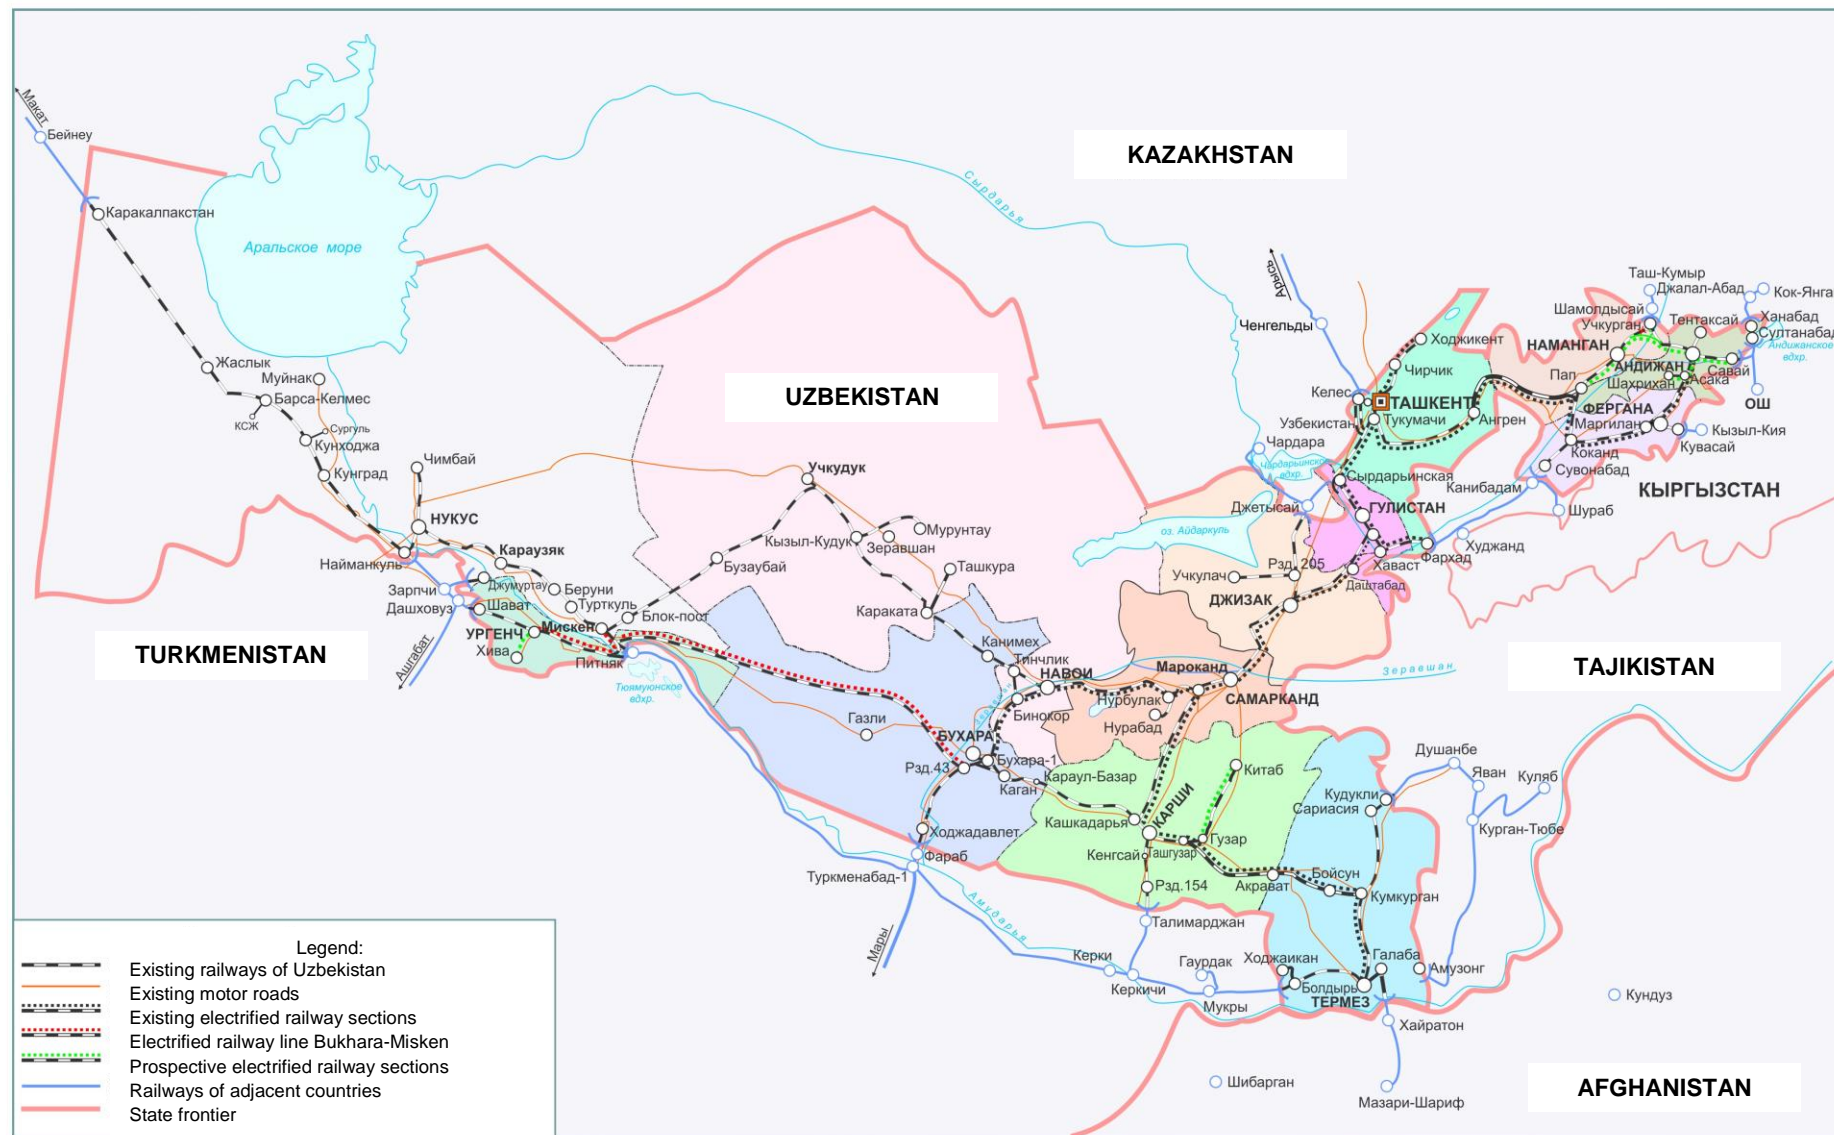 Макат
Бейнеу
Каракалпакстан
Аральское море
Сырдарья
KAZAKHSTAN
Арысь
Ченгельды
Таш-Кумыр
Джалал-Абад
Кок-Янга
Шамолдысай
Учкурган
Тентаксай
Ханабад
Султанабад
Андижанское
вдхр.
НАМАНГАН
АНДИЖАН
Пап
Шахрихан
Асака
Савай
ОШ
Ходжикент
Чирчик
Келес
ТАШКЕНТ
Узбекистан
Тукумачи
Ангрен
ФЕРГАНА
Маргилан
Кызыл-Кия
Кувасай
Коканд
Сувонабад
Канибадам
КЫРГЫЗСТАН
Шураб
Жаслык
Муйнак
Барса-Келмес
КСЖ
Сургуль
Кунходжа
Кунград
Чимбай
НУКУС
Найманкуль
Караузяк
UZBEKISTAN
Учкудук
Мурунтау
Кызыл-Кудук
Зеравшан
Бузаубай
Ташкура
Караката
Чардара
Чардарьинское
вдхр.
Сырдарьинская
Джетысай
ГУЛИСТАН
оз. Айдаркуль
Худжанд
Фархад
Хаваст
Даштабад
Рзд. 205
Учкулач
ДЖИЗАК
Зарпчи
Дашховуз
Джумуртау
Беруни
Шават
Турткуль
Блок-пост
УРГЕНЧ
Мискен
Хива
Питняк
Ашгабат
TURKMENISTAN
Тюямуюнское
вдхр.
Канимех
Тинчлик
НАВОИ
Зеравшан
Бинокор
Мароканд
Нурбулак
Нурабад
САМАРКАНД
Зеравшан
TAJIKISTAN
Газли
БУХАРА
Рзд.43
Бухара-1
Каган
Караул-Базар
Китаб
Кашкадарья
КАРШИ
Кенгсай
Ташгузар
Гузар
Рзд.154
Акрават
Бойсун
Кумкурган
Душанбе
Яван
Куляб
Кудукли
Сариасия
Курган-Тюбе
Ходжадавлет
Фараб
Туркменабад-1
Амударья
Мары
Талимарджан
Керки
Керкичи
Гаурдак
Мукры
Ходжаикан
Болдырь
Галаба
Амузонг
ТЕРМЕЗ
Хайратон
Кундуз
Шибарган
Мазари-Шариф
AFGHANISTAN
Legend:
Existing railways of Uzbekistan
Existing motor roads
Existing electrified railway sections
Electrified railway line Bukhara-Misken
Prospective electrified railway sections
Railways of adjacent countries
State frontier